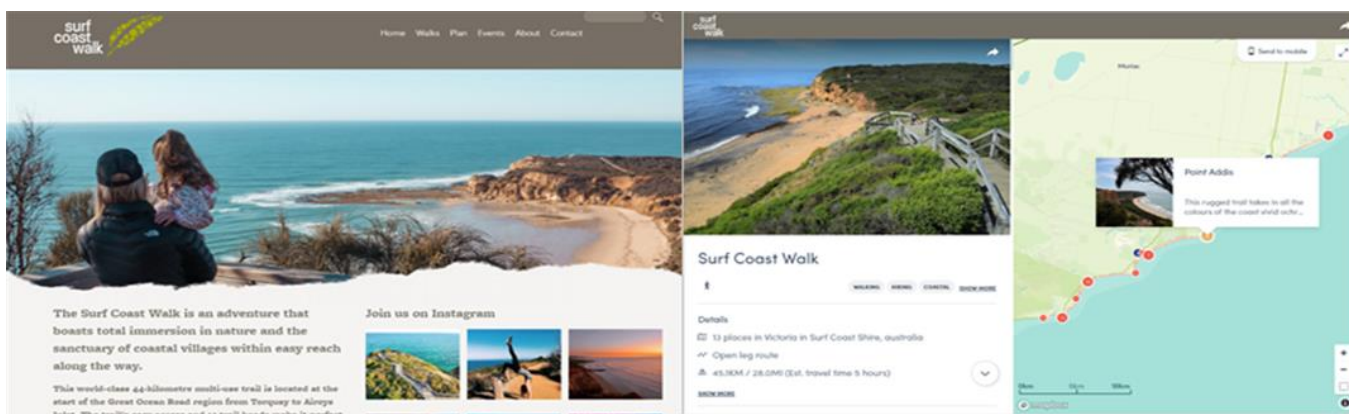 surf
coast
walk
Home Walks Plan Events About Contact
The Surf Coast Walk is an adventure that
boasts total immersion in nature and the
sanctuary of coastal villages within easy reach
along the way.
This world-class 44-kilometre multi-use trail is located at the
start of the Great Ocean Road region from Torquay to Aireys
Join us on Instagram
surf
coast
walk
Surf Coast Walk
WALKING HIKING COASTAL SHOW MORE
Details
13 places in Victoria in Surf Coast Shire, australia
Open leg route
45.1KM / 28.0MI (Est. travel time 5 hours)
SHOW MORE
Send to mobile
Point Addis
This rugged trail takes in all the
colours of the coast vivid ochr...
mapbox